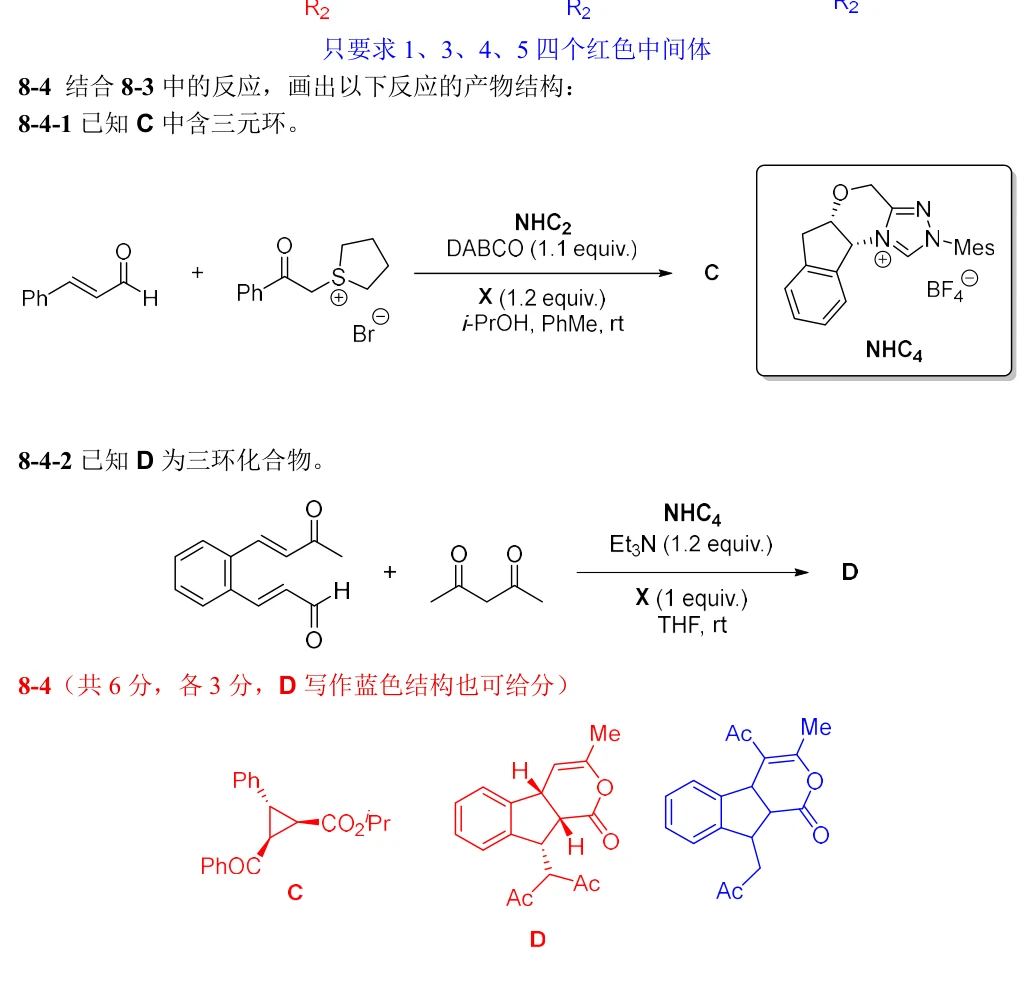 R2 R2 R2
只要求 1、3、4、5 四个红色中间体
8-4 结合 8-3 中的反应，画出以下反应的产物结构：
8-4-1 已知 C 中含三元环。
Ph O H + Ph O S ⊕ Br ⊖
NHC2
DABCO (1.1 equiv.)
X (1.2 equiv.)
i-PrOH, PhMe, rt
C
O N N N ⊕ Mes
BF4 ⊖
NHC4
8-4-2 已知 D 为三环化合物。
O H O + O O
NHC4
Et3N (1.2 equiv.)
X (1 equiv.)
THF, rt
D
8-4（共 6 分，各 3 分，D 写作蓝色结构也可给分）
Ph CO2iPr PhOC
C
Me H O O H Ac Ac
D
Ac Me O O Ac